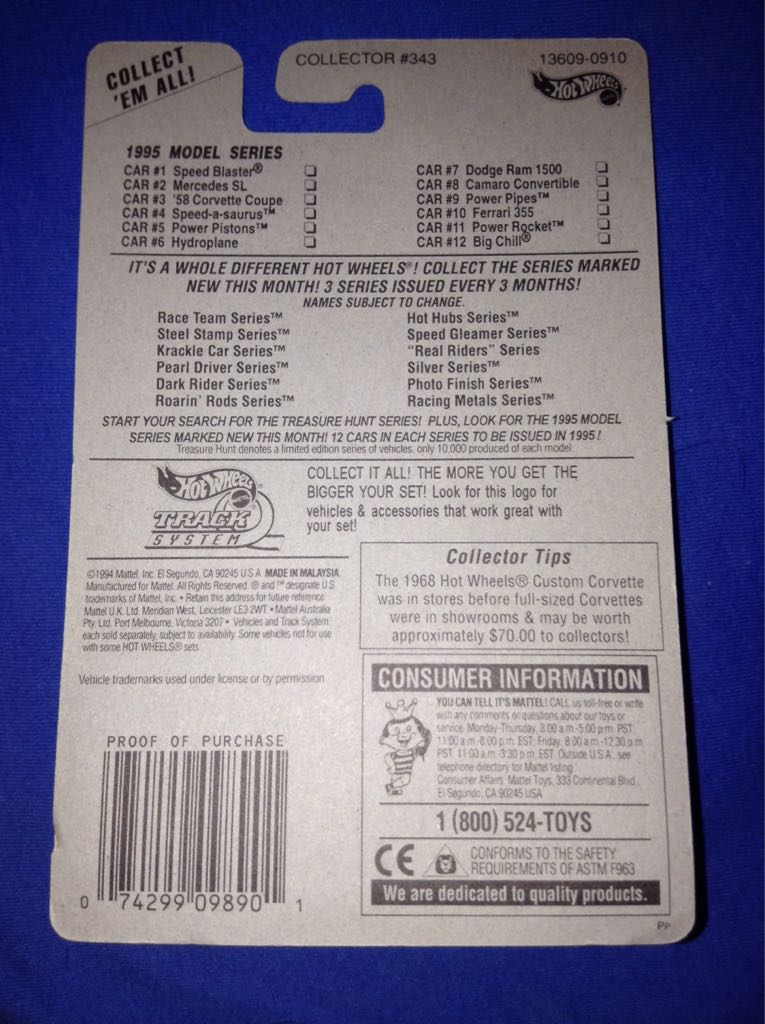 COLLECT 'EM ALL!
COLLECTOR #343
13609-0910
Hot Wheels
1995 MODEL SERIES
CAR #1 Speed Blaster®
CAR #2 Mercedes SL
CAR #3 '58 Corvette Coupe
CAR #4 Speed-a-saurus™
CAR #5 Power Pistons™
CAR #6 Hydroplane
CAR #7 Dodge Ram 1500
CAR #8 Camaro Convertible
CAR #9 Power Pipes™
CAR #10 Ferrari 355
CAR #11 Power Rocket™
CAR #12 Big Chill®
IT'S A WHOLE DIFFERENT HOT WHEELS®! COLLECT THE SERIES MARKED
NEW THIS MONTH! 3 SERIES ISSUED EVERY 3 MONTHS!
NAMES SUBJECT TO CHANGE.
Race Team Series™
Steel Stamp Series™
Krackle Car Series™
Pearl Driver Series™
Dark Rider Series™
Roarin' Rods Series™
Hot Hubs Series™
Speed Gleamer Series™
"Real Riders" Series
Silver Series™
Photo Finish Series™
Racing Metals Series™
START YOUR SEARCH FOR THE TREASURE HUNT SERIES! PLUS, LOOK FOR THE 1995 MODEL
SERIES MARKED NEW THIS MONTH! 12 CARS IN EACH SERIES TO BE ISSUED IN 1995!
Treasure Hunt denotes a limited edition series of vehicles, only 10,000 produced of each model
Hot Wheels
MATTEL
TRACK
SYSTEM
COLLECT IT ALL! THE MORE YOU GET THE
BIGGER YOUR SET! Look for this logo for
vehicles & accessories that work great with
your set!
©1994 Mattel, Inc. El Segundo, CA 90245 U.S.A. MADE IN MALAYSIA.
Manufactured for Mattel. All Rights Reserved. ® and ™ designate U.S.
trademarks of Mattel, Inc. • Retain this address for future reference:
Mattel U.K. Ltd. Meridian West, Leicester LE3 2WT. • Mattel Australia
Pty. Ltd. Port Melbourne, Victoria 3207 • Vehicles and Track System
each sold separately, subject to availability. Some vehicles not for use
with some HOT WHEELS® sets
Vehicle trademarks used under license or by permission
Collector Tips
The 1968 Hot Wheels® Custom Corvette
was in stores before full-sized Corvettes
were in showrooms & may be worth
approximately $70.00 to collectors!
CONSUMER INFORMATION
YOU CAN TELL IT'S MATTEL! CALL us toll-free or write
with any comments or questions about our toys or
service. Monday-Thursday, 8:00 a.m.-5:00 p.m. PST
11:00 a.m.-8:00 p.m. EST, Friday, 8:00 a.m.-12:30 p.m.
PST, 11:00 a.m.-3:30 p.m. EST. Outside U.S.A., see
telephone directory for Mattel listing.
Consumer Affairs, Mattel Toys, 333 Continental Blvd.,
El Segundo, CA 90245 USA
1 (800) 524-TOYS
CE
CONFORMS TO THE SAFETY
REQUIREMENTS OF ASTM F963
We are dedicated to quality products.
PROOF OF PURCHASE
0 74299 09890 1
PP